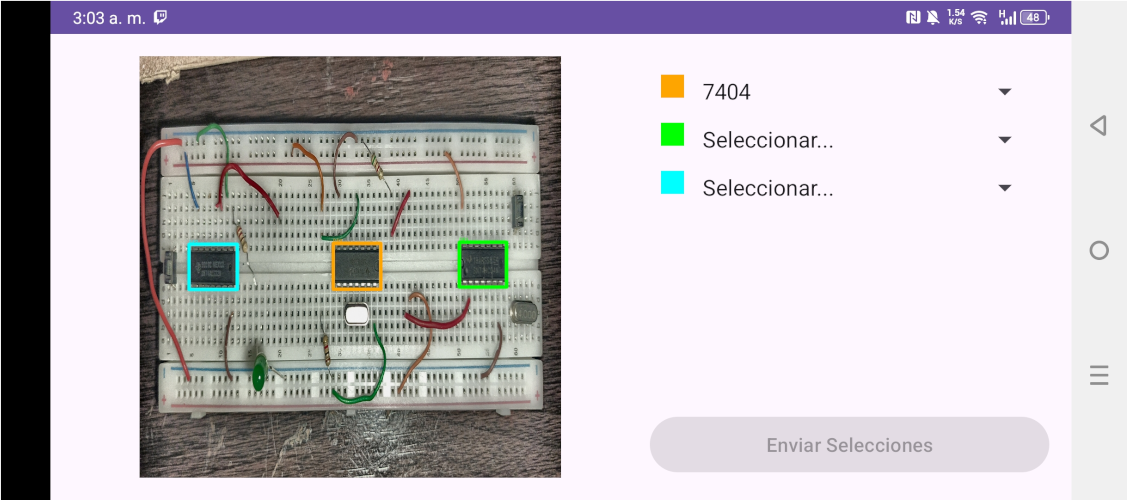 3:03 a. m.
1.54
K/S
H
48
7404
Seleccionar...
Seleccionar...
Enviar Selecciones